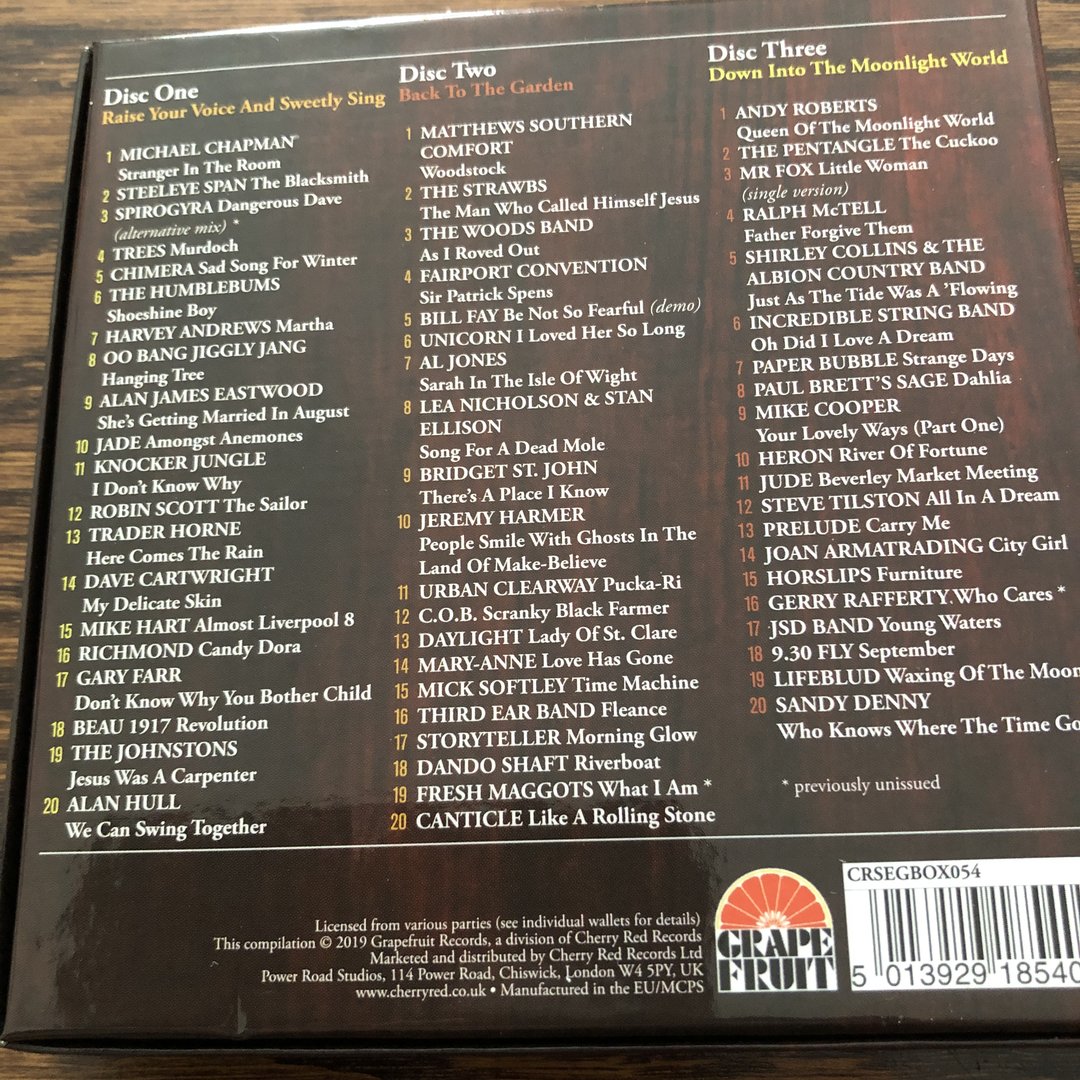 Disc One
Raise Your Voice And Sweetly Sing
1 MICHAEL CHAPMAN
Stranger In The Room
2 STEELEYE SPAN The Blacksmith
3 SPIROGYRA Dangerous Dave
(alternative mix) *
4 TREES Murdoch
5 CHIMERA Sad Song For Winter
6 THE HUMBLEBUMS
Shoeshine Boy
7 HARVEY ANDREWS Martha
8 OO BANG JIGGLY JANG
Hanging Tree
9 ALAN JAMES EASTWOOD
She's Getting Married In August
10 JADE Amongst Anemones
11 KNOCKER JUNGLE
I Don't Know Why
12 ROBIN SCOTT The Sailor
13 TRADER HORNE
Here Comes The Rain
14 DAVE CARTWRIGHT
My Delicate Skin
15 MIKE HART Almost Liverpool 8
16 RICHMOND Candy Dora
17 GARY FARR
Don't Know Why You Bother Child
18 BEAU 1917 Revolution
19 THE JOHNSTONS
Jesus Was A Carpenter
20 ALAN HULL
We Can Swing Together
Disc Two
Back To The Garden
1 MATTHEWS SOUTHERN
COMFORT
Woodstock
2 THE STRAWBS
The Man Who Called Himself Jesus
3 THE WOODS BAND
As I Roved Out
4 FAIRPORT CONVENTION
Sir Patrick Spens
5 BILL FAY Be Not So Fearful (demo)
6 UNICORN I Loved Her So Long
7 AL JONES
Sarah In The Isle Of Wight
8 LEA NICHOLSON & STAN
ELLISON
Song For A Dead Mole
9 BRIDGET ST. JOHN
There's A Place I Know
10 JEREMY HARMER
People Smile With Ghosts In The
Land Of Make-Believe
11 URBAN CLEARWAY Pucka-Ri
12 C.O.B. Scranky Black Farmer
13 DAYLIGHT Lady Of St. Clare
14 MARY-ANNE Love Has Gone
15 MICK SOFTLEY Time Machine
16 THIRD EAR BAND Fleance
17 STORYTELLER Morning Glow
18 DANDO SHAFT Riverboat
19 FRESH MAGGOTS What I Am *
20 CANTICLE Like A Rolling Stone
Disc Three
Down Into The Moonlight World
1 ANDY ROBERTS
Queen Of The Moonlight World
2 THE PENTANGLE The Cuckoo
3 MR FOX Little Woman
(single version)
4 RALPH McTELL
Father Forgive Them
5 SHIRLEY COLLINS & THE
ALBION COUNTRY BAND
Just As The Tide Was A 'Flowing
6 INCREDIBLE STRING BAND
Oh Did I Love A Dream
7 PAPER BUBBLE Strange Days
8 PAUL BRETT'S SAGE Dahlia
9 MIKE COOPER
Your Lovely Ways (Part One)
10 HERON River Of Fortune
11 JUDE Beverley Market Meeting
12 STEVE TILSTON All In A Dream
13 PRELUDE Carry Me
14 JOAN ARMATRADING City Girl
15 HORSLIPS Furniture
16 GERRY RAFFERTY Who Cares *
17 JSD BAND Young Waters
18 9.30 FLY September
19 LIFEBLUD Waxing Of The Moon
20 SANDY DENNY
Who Knows Where The Time Go
* previously unissued
Licensed from various parties (see individual wallets for details)
This compilation © 2019 Grapefruit Records, a division of Cherry Red Records
Marketed and distributed by Cherry Red Records Ltd
Power Road Studios, 114 Power Road, Chiswick, London W4 5PY, UK
www.cherryred.co.uk • Manufactured in the EU/MCPS
GRAPE
FRUIT
CRSEGBOX054
5 013929 18540